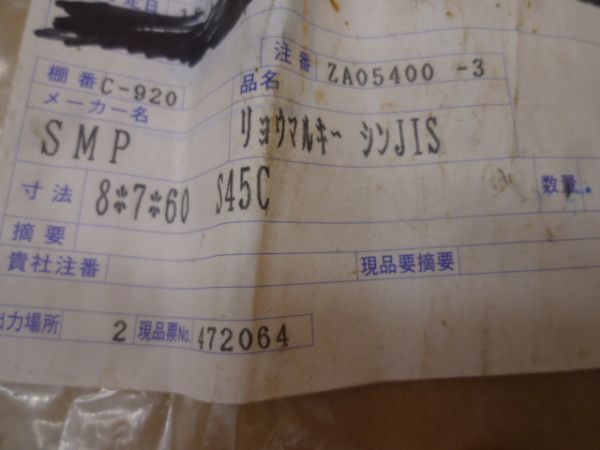 定日
注番 ZA05400 -3
棚番 C-920 品名
メーカー名
SMP リョウマルキー シンJIS
寸法 8*7*60 S45C 数量
摘要
貴社注番 現品要摘要
出力場所 2 現品票No. 472064